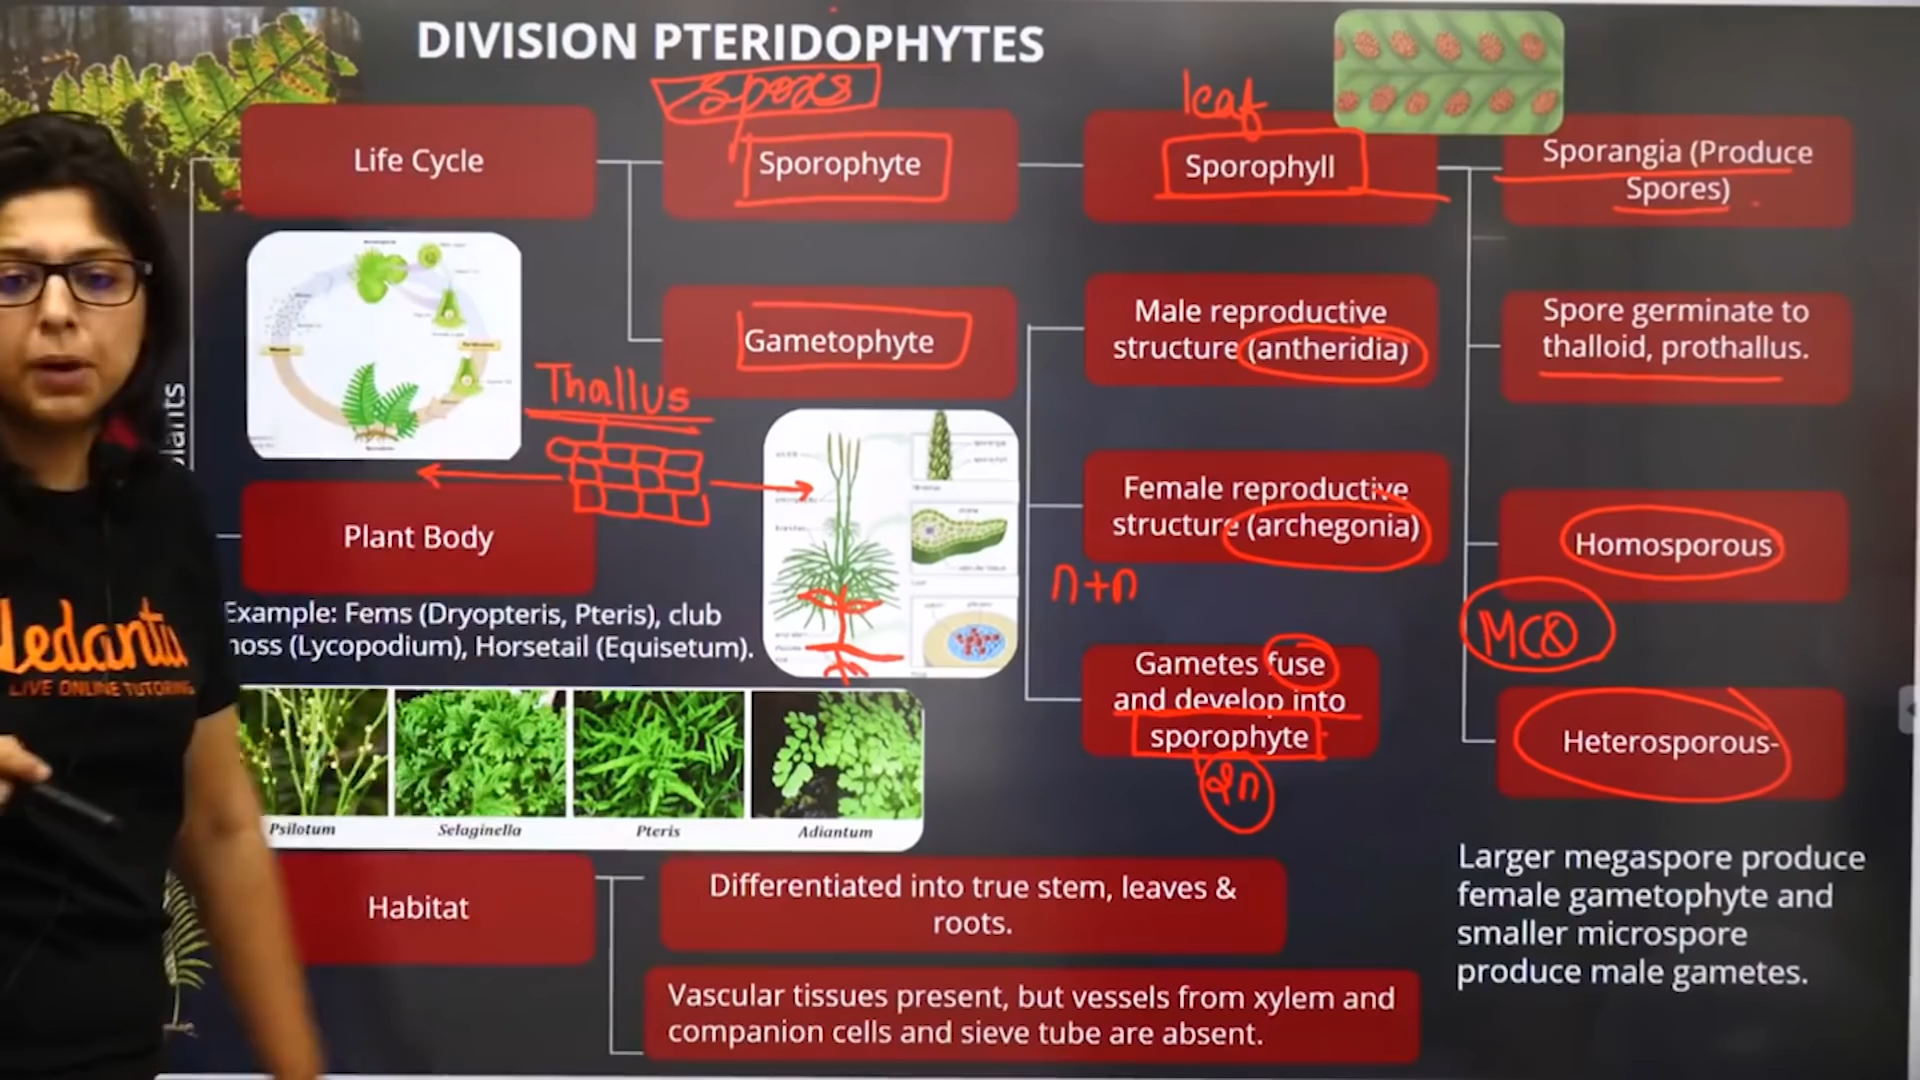 DIVISION PTERIDOPHYTES
spores
leaf
Life Cycle
Sporophyte
Sporophyll
Sporangia (Produce
Spores)
Gametophyte
Male reproductive
structure (antheridia)
Spore germinate to
thalloid, prothallus.
Thallus
lants
Plant Body
Female reproductive
structure (archegonia)
Homosporous
n+n
MCQ
Example: Fems (Dryopteris, Pteris), club
noss (Lycopodium), Horsetail (Equisetum).
Gametes fuse
and develop into
sporophyte
2n
Heterosporous-
Vedantu
LIVE ONLINE TUTORING
Psilotum
Selaginella
Pteris
Adiantum
Habitat
Differentiated into true stem, leaves &
roots.
Vascular tissues present, but vessels from xylem and
companion cells and sieve tube are absent.
Larger megaspore produce
female gametophyte and
smaller microspore
produce male gametes.